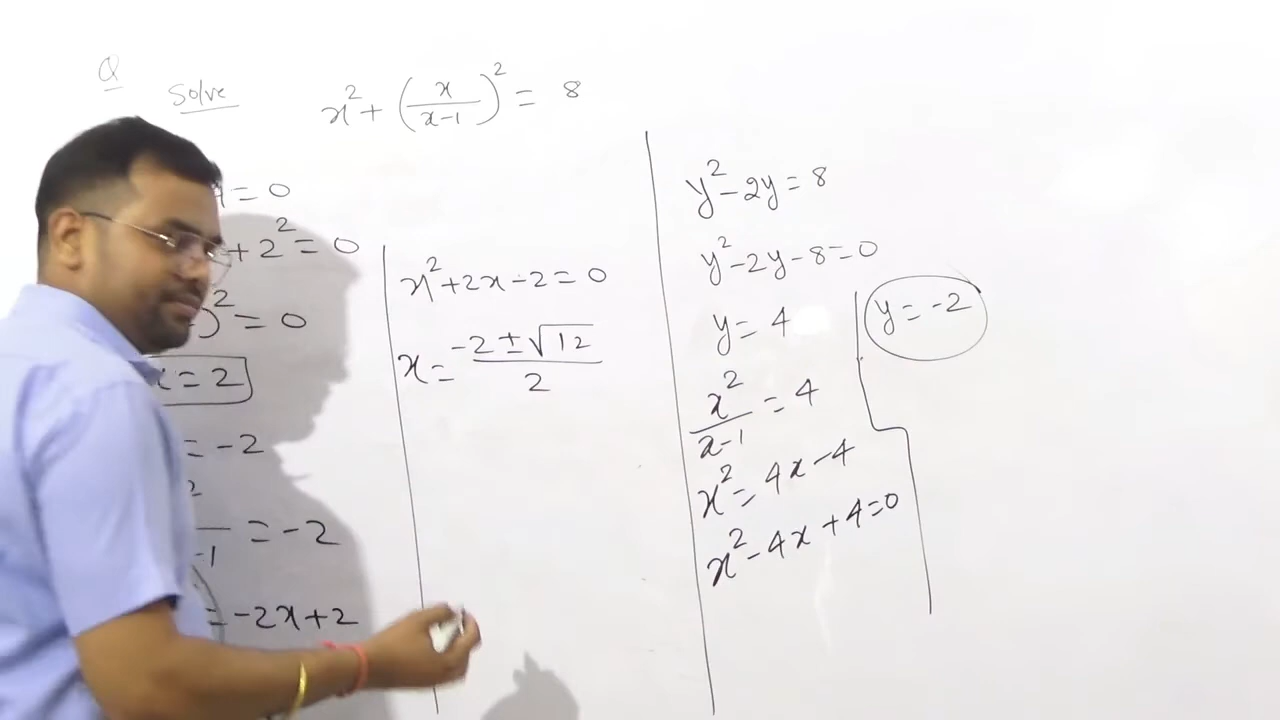 Q
Solve x² + (x/(x-1))² = 8
= 0
+ 2² = 0
)² = 0
x = 2
= -2
2
/-1 = -2
= -2x+2
x²+2x-2=0
x = (-2±√12)/2
y²-2y=8
y²-2y-8=0
y = 4
x²/(x-1) = 4
x² = 4x-4
x²-4x+4=0
y = -2